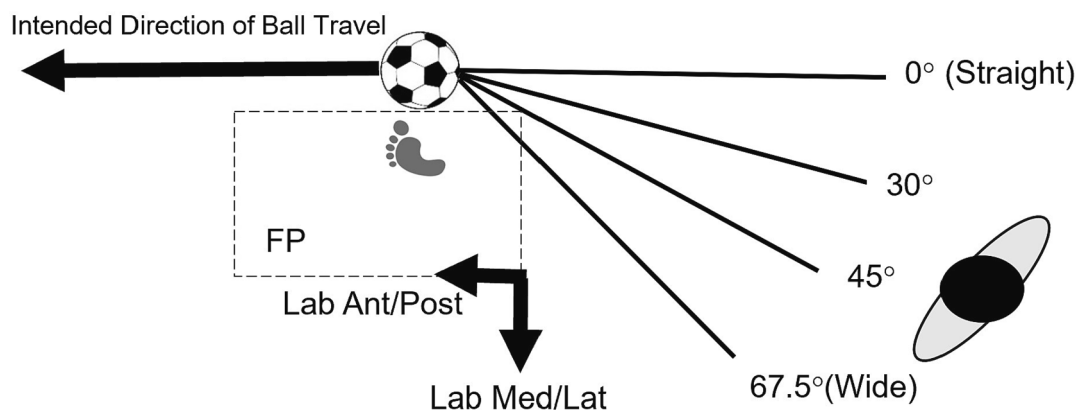 Intended Direction of Ball Travel
0° (Straight)
30°
FP
45°
Lab Ant/Post
67.5°(Wide)
Lab Med/Lat